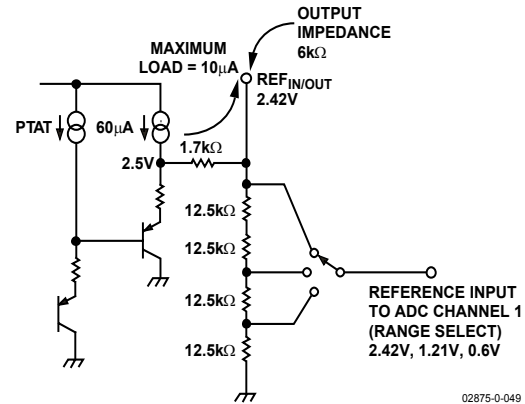 OUTPUT
IMPEDANCE
6kΩ
MAXIMUM
LOAD = 10μA
REF IN/OUT
2.42V
PTAT
60μA
1.7kΩ
2.5V
12.5kΩ
12.5kΩ
12.5kΩ
12.5kΩ
REFERENCE INPUT
TO ADC CHANNEL 1
(RANGE SELECT)
2.42V, 1.21V, 0.6V
02875-0-049